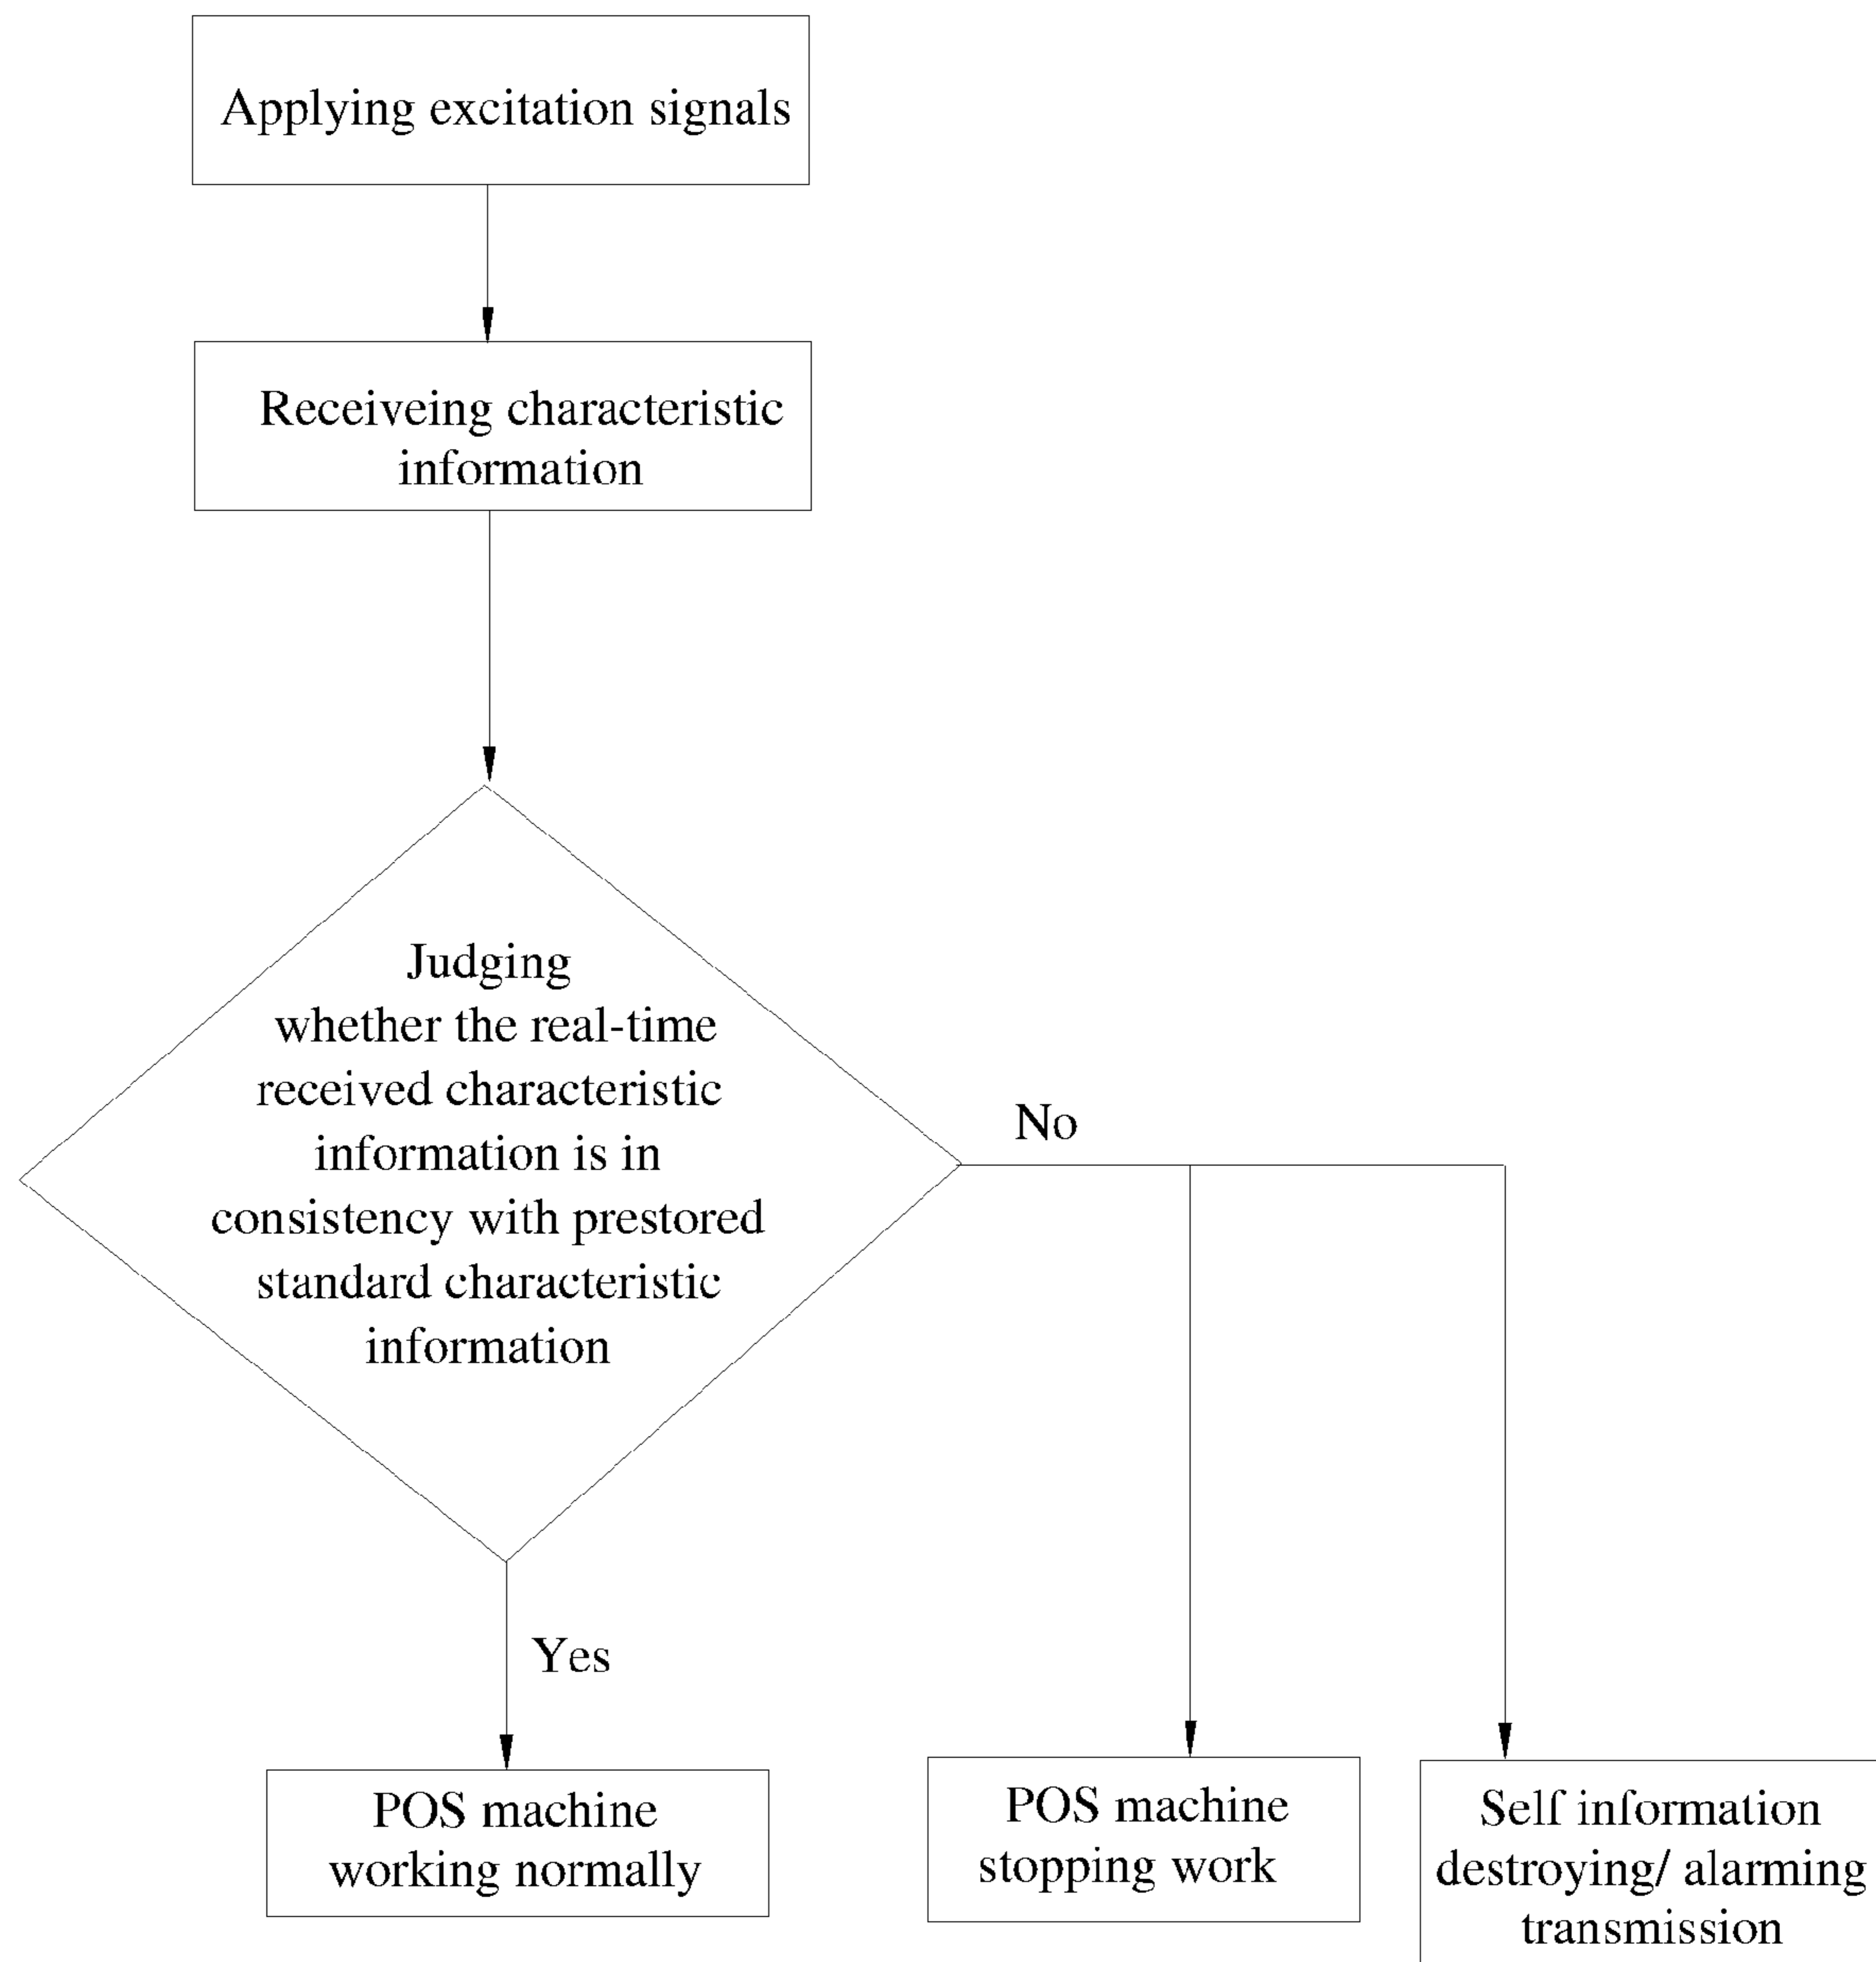 Applying excitation signals
Receiveing characteristic
information
Judging
whether the real-time
received characteristic
information is in
consistency with prestored
standard characteristic
information
No
Yes
POS machine
working normally
POS machine
stopping work
Self information
destroying/ alarming
transmission